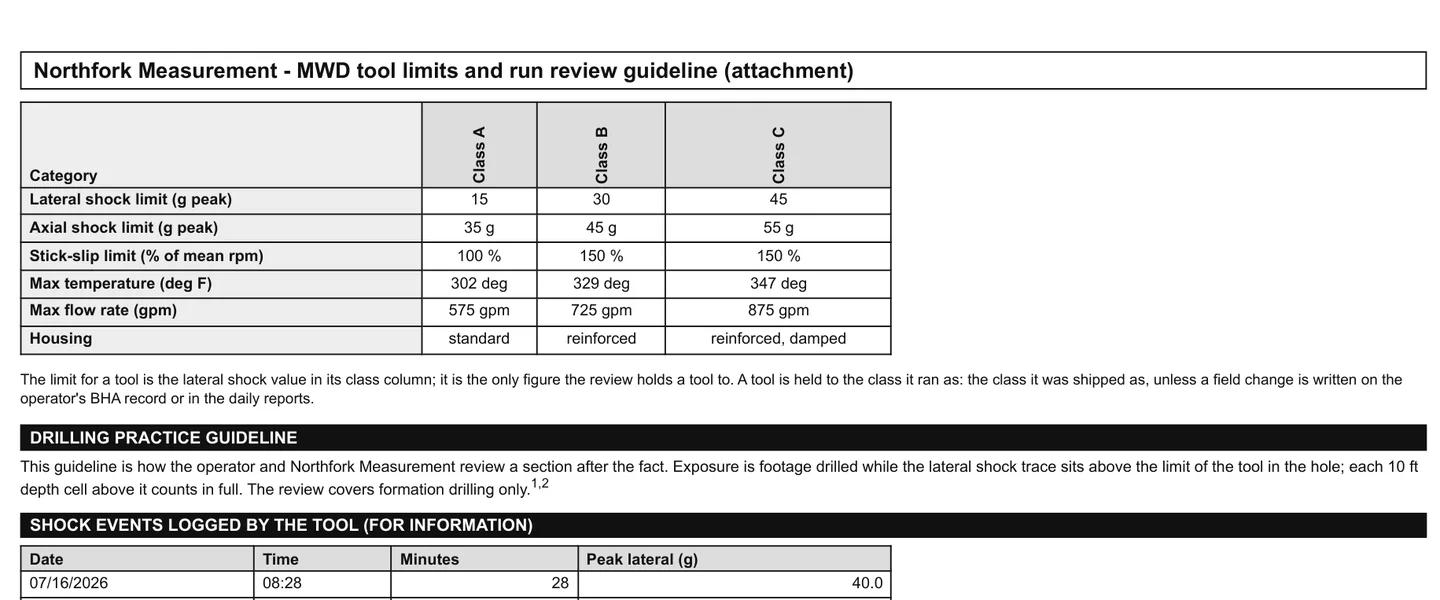 Northfork Measurement - MWD tool limits and run review guideline (attachment)
Category Class A Class B Class C
Lateral shock limit (g peak) 15 30 45
Axial shock limit (g peak) 35 g 45 g 55 g
Stick-slip limit (% of mean rpm) 100 % 150 % 150 %
Max temperature (deg F) 302 deg 329 deg 347 deg
Max flow rate (gpm) 575 gpm 725 gpm 875 gpm
Housing standard reinforced reinforced, damped
The limit for a tool is the lateral shock value in its class column; it is the only figure the review holds a tool to. A tool is held to the class it ran as: the class it was shipped as, unless a field change is written on the
operator's BHA record or in the daily reports.
DRILLING PRACTICE GUIDELINE
This guideline is how the operator and Northfork Measurement review a section after the fact. Exposure is footage drilled while the lateral shock trace sits above the limit of the tool in the hole; each 10 ft
depth cell above it counts in full. The review covers formation drilling only.1,2
SHOCK EVENTS LOGGED BY THE TOOL (FOR INFORMATION)
Date Time Minutes Peak lateral (g)
07/16/2026 08:28 28 40.0